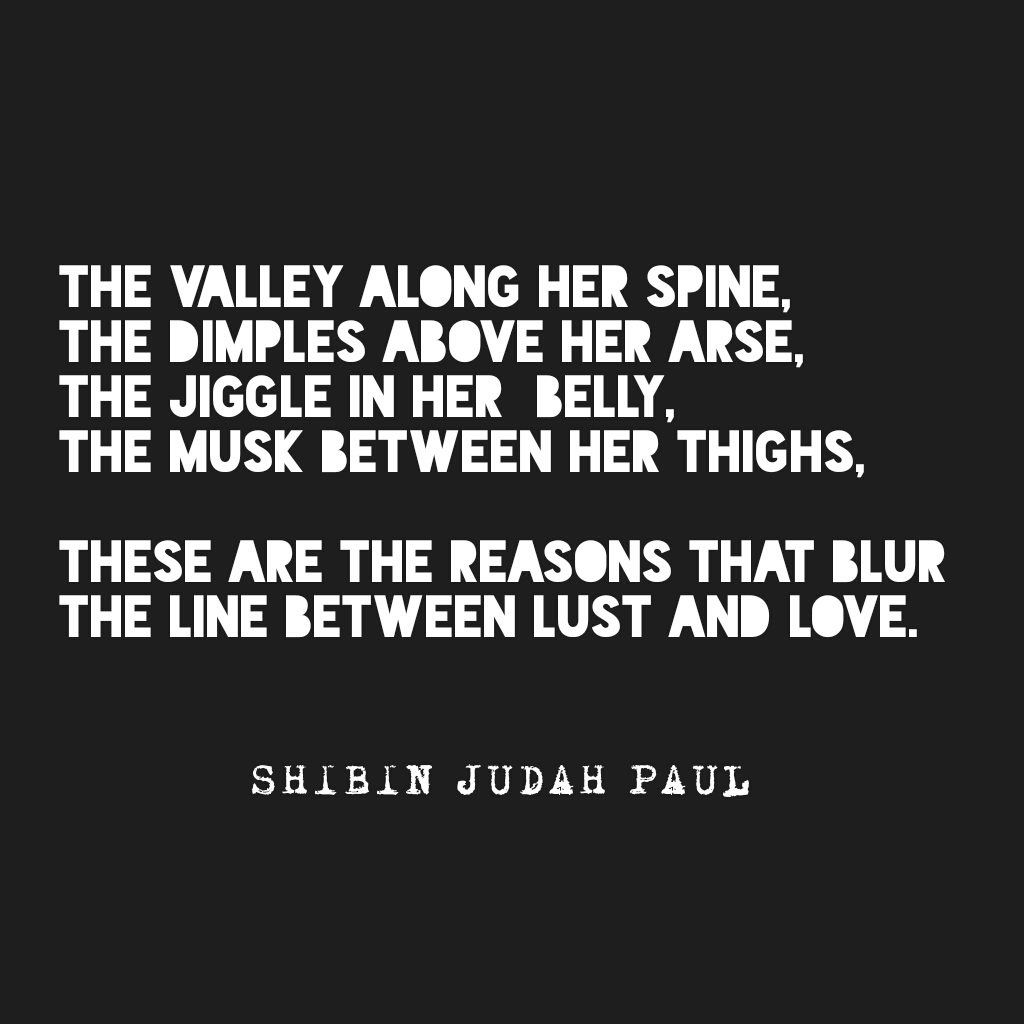 THE VALLEY ALONG HER SPINE,
THE DIMPLES ABOVE HER ARSE,
THE JIGGLE IN HER  BELLY,
THE MUSK BETWEEN HER THIGHS,
THESE ARE THE REASONS THAT BLUR
THE LINE BETWEEN LUST AND LOVE.
SHIBIN JUDAH PAUL